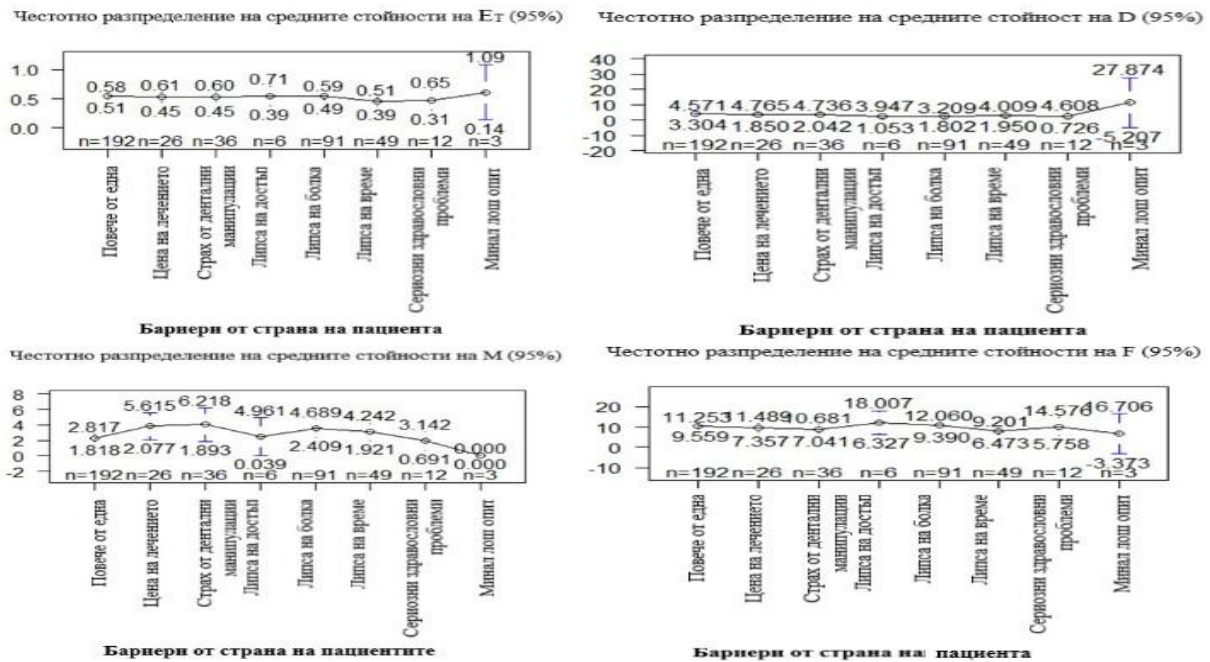 Честотно разпределение на средните стойности на Eт (95%)
1.0
0.5
0.0
0.58 0.61 0.60 0.71 0.59 0.51 0.65 1.09
0.51 0.45 0.45 0.39 0.49 0.39 0.31 0.14
n=192 n=26 n=36 n=6 n=91 n=49 n=12 n=3
Повече от една
Цена на лечението
Страх от дентални
манипулации
Липса на достъп
Липса на болка
Липса на време
Сериозни здравословни
проблеми
Минал лош опит
Бариери от страна на пациента
Честотно разпределение на средните стойност на D (95%)
40
30
20
10
0
-10
-20
4.571 4.765 4.736 3.947 3.209 4.009 4.608 27.874
3.304 1.850 2.042 1.053 1.802 1.950 0.726 -5.207
n=192 n=26 n=36 n=6 n=91 n=49 n=12 n=3
Повече от една
Цена на лечението
Страх от дентални
манипулации
Липса на достъп
Липса на болка
Липса на време
Сериозни здравословни
проблеми
Минал лош опит
Бариери от страна на пациента
Честотно разпределение на средните стойности на M (95%)
8
6
4
2
0
-2
2.817 5.615 6.218 4.961 4.689 4.242 3.142 0.000
1.818 2.077 1.893 0.039 2.409 1.921 0.691 0.000
n=192 n=26 n=36 n=6 n=91 n=49 n=12 n=3
Повече от една
Цена на лечението
Страх от дентални
манипулации
Липса на достъп
Липса на болка
Липса на време
Сериозни здравословни
проблеми
Минал лош опит
Бариери от страна на пациентите
Честотно разпределение на средните стойности на F (95%)
20
10
0
-10
11.253 11.489 10.681 18.007 12.060 9.201 14.576 16.706
9.559 7.357 7.041 6.327 9.390 6.473 5.758 -3.373
n=192 n=26 n=36 n=6 n=91 n=49 n=12 n=3
Повече от една
Цена на лечението
Страх от дентални
манипулации
Липса на достъп
Липса на болка
Липса на време
Сериозни здравословни
проблеми
Минал лош опит
Бариери от страна на пациента